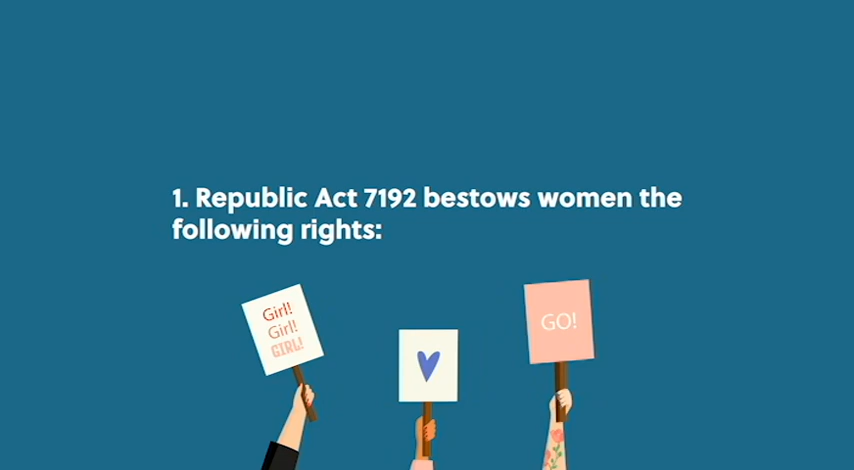 1. Republic Act 7192 bestows women the
following rights:
Girl!
Girl!
GIRL!
GO!